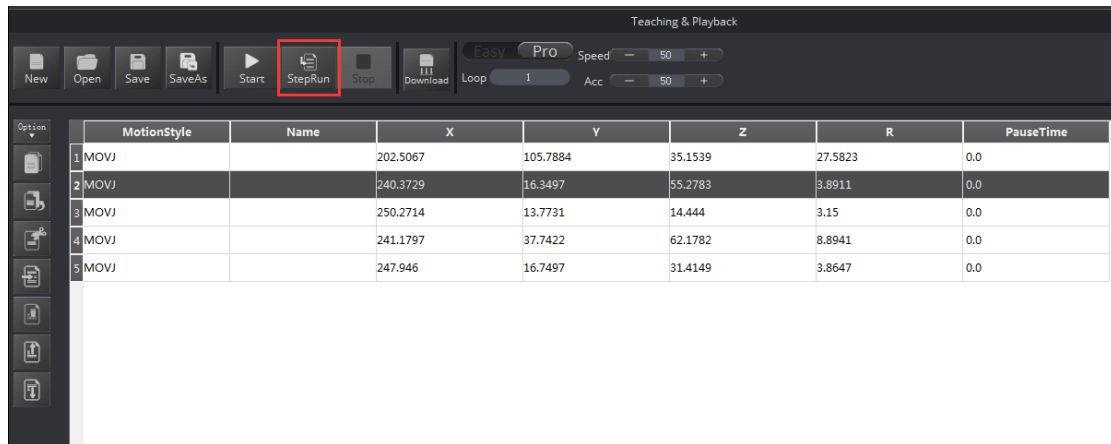 Teaching & Playback
New Open Save SaveAs Start StepRun Stop Download Easy Pro Speed − 50 +
Loop 1 Acc − 50 +
Option
MotionStyle Name X Y Z R PauseTime
1 MOVJ 202.5067 105.7884 35.1539 27.5823 0.0
2 MOVJ 240.3729 16.3497 55.2783 3.8911 0.0
3 MOVJ 250.2714 13.7731 14.444 3.15 0.0
4 MOVJ 241.1797 37.7422 62.1782 8.8941 0.0
5 MOVJ 247.946 16.7497 31.4149 3.8647 0.0